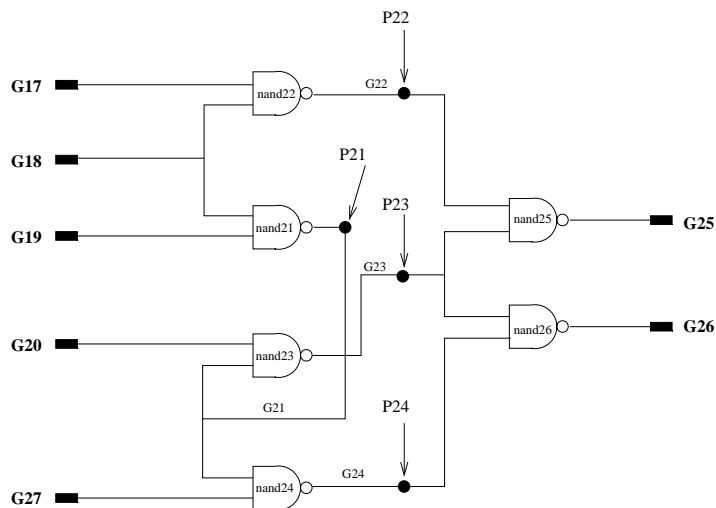 P22
G17
nand22
G22
G18
P21
P23
G19
nand21
nand25
G25
G23
G20
nand23
nand26
G26
G21
P24
G27
nand24
G24